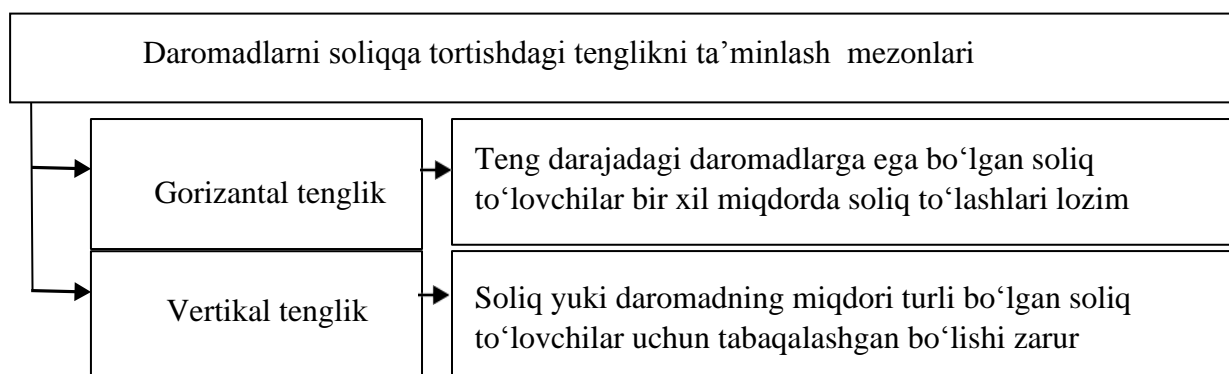 Daromadlarni soliqqa tortishdagi tenglikni ta’minlash mezonlari
Gorizantal tenglik
Teng darajadagi daromadlarga ega bo‘lgan soliq
to‘lovchilar bir xil miqdorda soliq to‘lashlari lozim
Vertikal tenglik
Soliq yuki daromadning miqdori turli bo‘lgan soliq
to‘lovchilar uchun tabaqalashgan bo‘lishi zarur